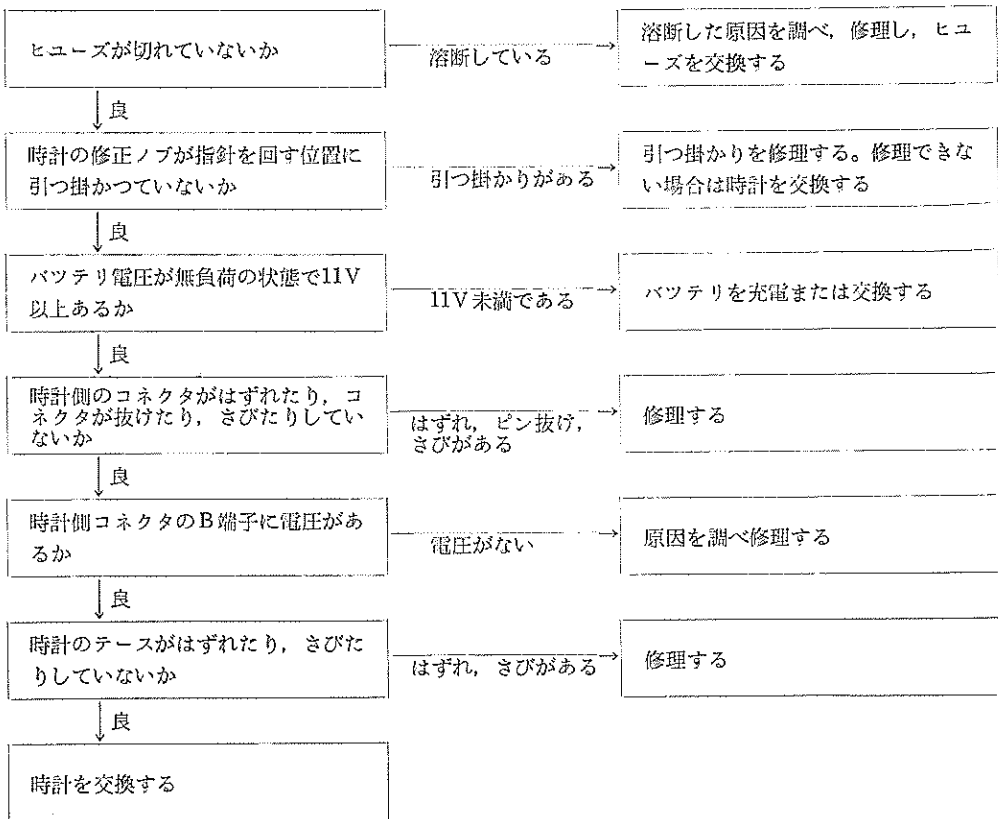 ヒユーズが切れていないか
溶断している
溶断した原因を調べ，修理し，ヒユ
ーズを交換する
良
時計の修正ノブが指針を回す位置に
引つ掛かつていないか
引つ掛かりがある
引つ掛かりを修理する。修理できな
い場合は時計を交換する
良
バツテリ電圧が無負荷の状態で11V
以上あるか
11V未満である
バツテリを充電または交換する
良
時計側のコネクタがはずれたり，コ
ネクタが抜けたり，さびたりしてい
ないか
はずれ，ピン抜け，
さびがある
修理する
良
時計側コネクタのB端子に電圧があ
るか
電圧がない
原因を調べ修理する
良
時計のテースがはずれたり，さびた
りしていないか
はずれ，さびがある
修理する
良
時計を交換する